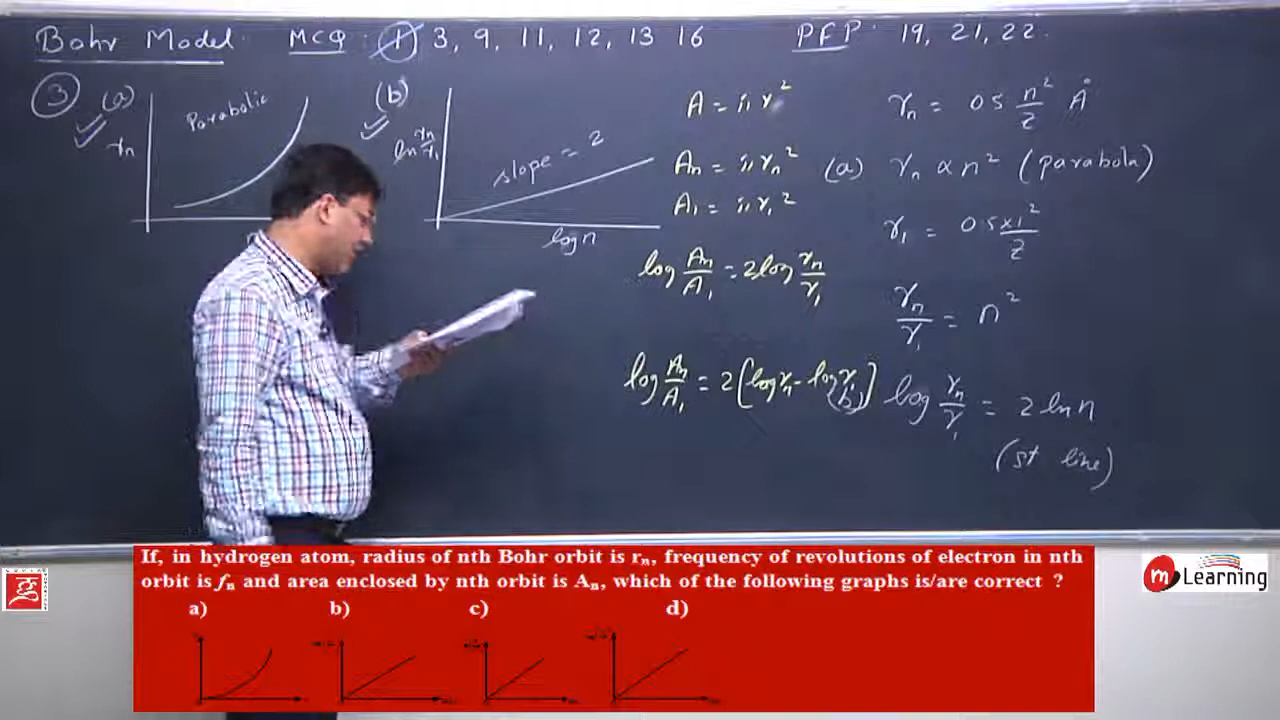 Bohr Model. MCQ : 1 3, 9, 11, 12, 13 16 PFP : 19, 21, 22.
3 (a) Parabolic
rn
(b)
ln rn/r1
slope = 2
log n
A = πr²
An = πrn²
A1 = πr1²
log An/A1 = 2log rn/r1
log An/A1 = 2[log rn - log r1]
rn = 0.5 n²/Z Å
(a) rn ∝ n² (parabola)
r1 = 0.5x1²/Z
rn/r1 = n²
(b) log rn/r1 = 2 ln n
(st line)
If, in hydrogen atom, radius of nth Bohr orbit is rn, frequency of revolutions of electron in nth
orbit is fn and area enclosed by nth orbit is An, which of the following graphs is/are correct ?
a) b) c) d)
m Learning